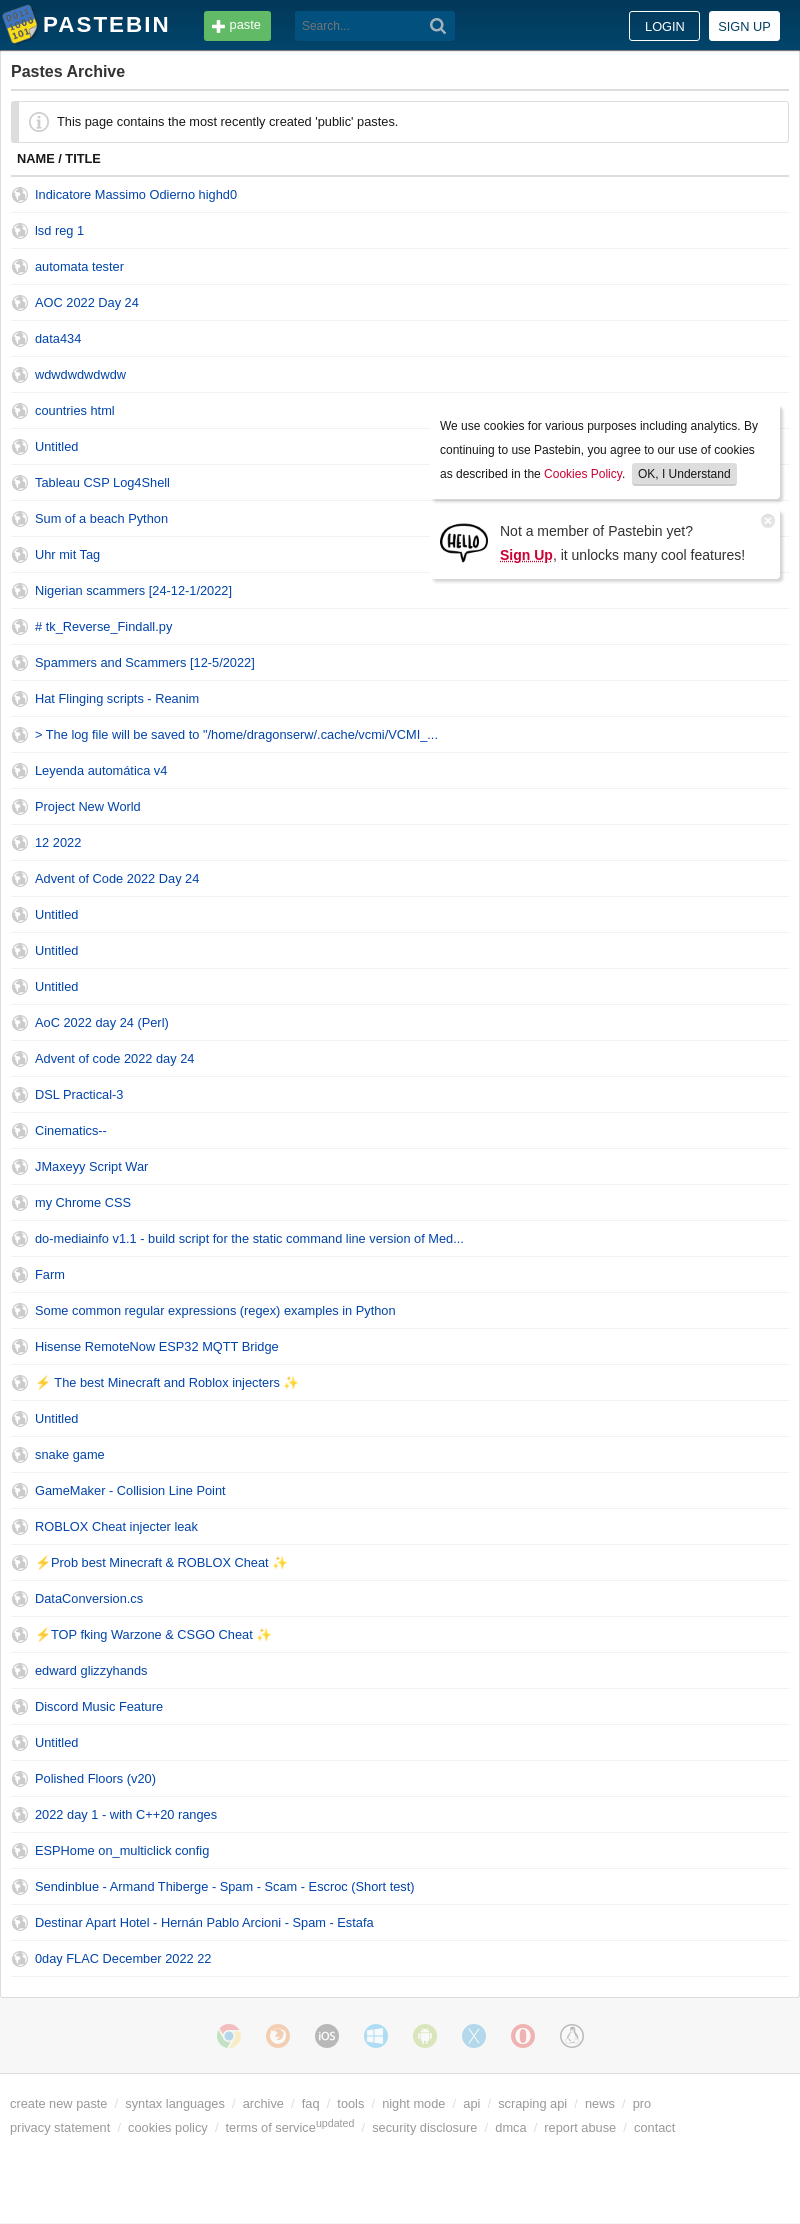 PASTEBIN
paste
Search...
LOGIN
SIGN UP
Pastes Archive
This page contains the most recently created 'public' pastes.
NAME / TITLE
Indicatore Massimo Odierno highd0
lsd reg 1
automata tester
AOC 2022 Day 24
data434
wdwdwdwdwdw
countries html
Untitled
Tableau CSP Log4Shell
Sum of a beach Python
Uhr mit Tag
We use cookies for various purposes including analytics. By
continuing to use Pastebin, you agree to our use of cookies
as described in the Cookies Policy. OK, I Understand
HELLO
Not a member of Pastebin yet?
Sign Up, it unlocks many cool features!
Nigerian scammers [24-12-1/2022]
# tk_Reverse_Findall.py
Spammers and Scammers [12-5/2022]
Hat Flinging scripts - Reanim
> The log file will be saved to "/home/dragonserw/.cache/vcmi/VCMI_...
Leyenda automática v4
Project New World
12 2022
Advent of Code 2022 Day 24
Untitled
Untitled
Untitled
AoC 2022 day 24 (Perl)
Advent of code 2022 day 24
DSL Practical-3
Cinematics--
JMaxeyy Script War
my Chrome CSS
do-mediainfo v1.1 - build script for the static command line version of Med...
Farm
Some common regular expressions (regex) examples in Python
Hisense RemoteNow ESP32 MQTT Bridge
⚡ The best Minecraft and Roblox injecters ✨
Untitled
snake game
GameMaker - Collision Line Point
ROBLOX Cheat injecter leak
⚡Prob best Minecraft & ROBLOX Cheat ✨
DataConversion.cs
⚡TOP fking Warzone & CSGO Cheat ✨
edward glizzyhands
Discord Music Feature
Untitled
Polished Floors (v20)
2022 day 1 - with C++20 ranges
ESPHome on_multiclick config
Sendinblue - Armand Thiberge - Spam - Scam - Escroc (Short test)
Destinar Apart Hotel - Hernán Pablo Arcioni - Spam - Estafa
0day FLAC December 2022 22
iOS
create new paste / syntax languages / archive / faq / tools / night mode / api / scraping api / news / pro
privacy statement / cookies policy / terms of service updated / security disclosure / dmca / report abuse / contact